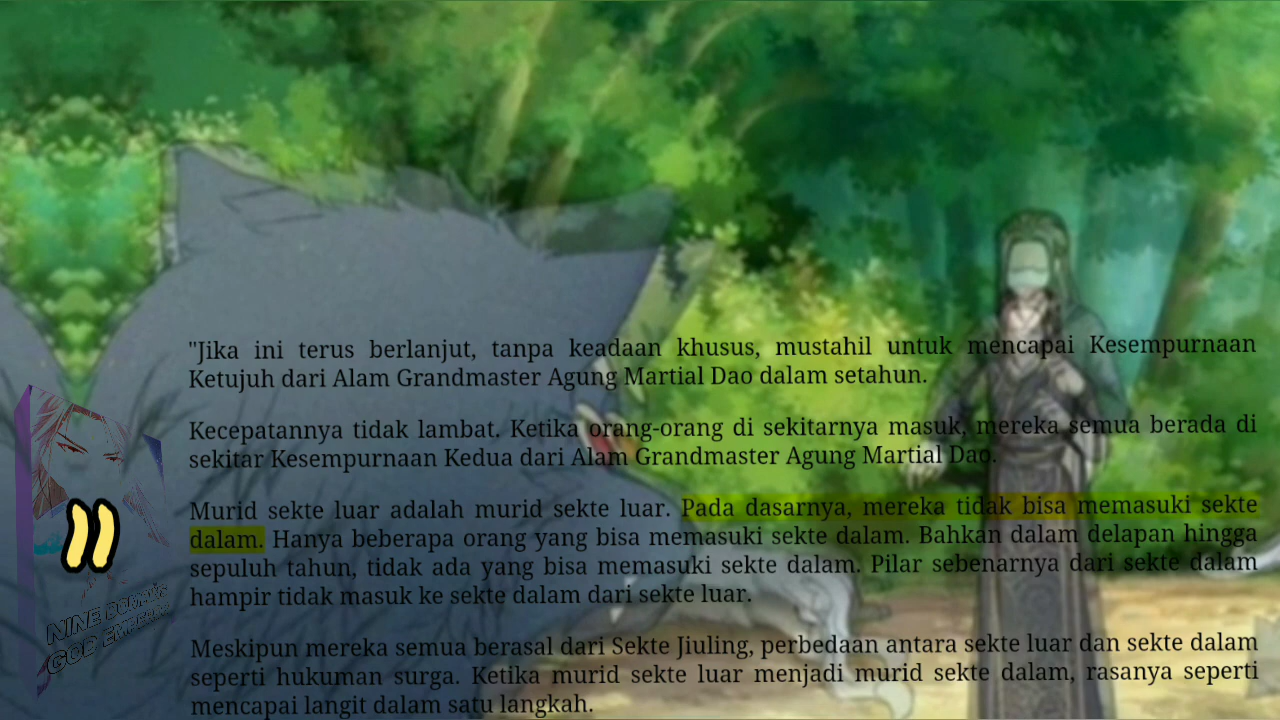 "Jika ini terus berlanjut, tanpa keadaan khusus, mustahil untuk mencapai Kesempurnaan
Ketujuh dari Alam Grandmaster Agung Martial Dao dalam setahun.
Kecepatannya tidak lambat. Ketika orang-orang di sekitarnya masuk, mereka semua berada di
sekitar Kesempurnaan Kedua dari Alam Grandmaster Agung Martial Dao.
Murid sekte luar adalah murid sekte luar. Pada dasarnya, mereka tidak bisa memasuki sekte
dalam. Hanya beberapa orang yang bisa memasuki sekte dalam. Bahkan dalam delapan hingga
sepuluh tahun, tidak ada yang bisa memasuki sekte dalam. Pilar sebenarnya dari sekte dalam
hampir tidak masuk ke sekte dalam dari sekte luar.
Meskipun mereka semua berasal dari Sekte Jiuling, perbedaan antara sekte luar dan sekte dalam
seperti hukuman surga. Ketika murid sekte luar menjadi murid sekte dalam, rasanya seperti
mencapai langit dalam satu langkah.
NINE DOMAINS
GOD EMPEROR